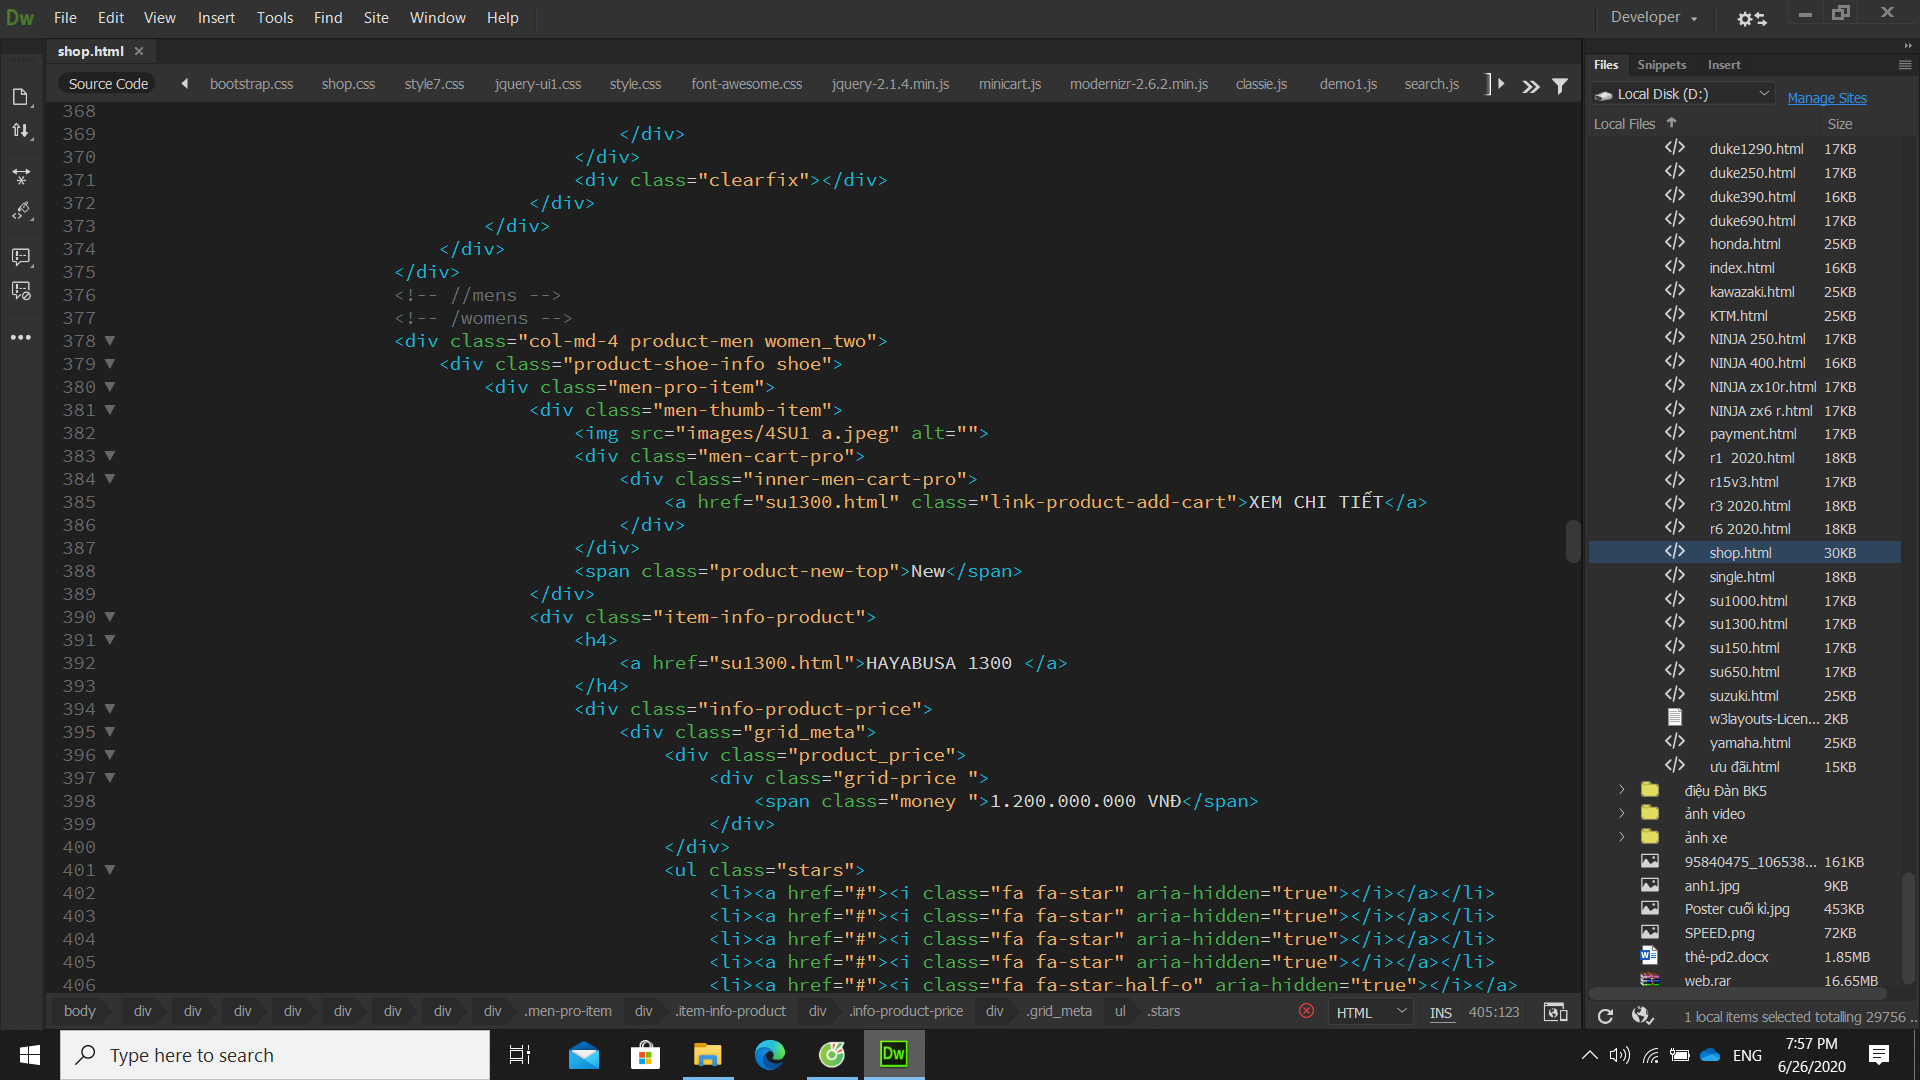 Dw File Edit View Insert Tools Find Site Window Help Developer
shop.html
Source Code bootstrap.css shop.css style7.css jquery-ui1.css style.css font-awesome.css jquery-2.1.4.min.js minicart.js modernizr-2.6.2.min.js classie.js demo1.js search.js
368
369 </div>
370 </div>
371 <div class="clearfix"></div>
372 </div>
373 </div>
374 </div>
375 </div>
376 <!-- //mens -->
377 <!-- /womens -->
378 <div class="col-md-4 product-men women_two">
379 <div class="product-shoe-info shoe">
380 <div class="men-pro-item">
381 <div class="men-thumb-item">
382 <img src="images/4SU1 a.jpeg" alt="">
383 <div class="men-cart-pro">
384 <div class="inner-men-cart-pro">
385 <a href="su1300.html" class="link-product-add-cart">XEM CHI TIẾT</a>
386 </div>
387 </div>
388 <span class="product-new-top">New</span>
389 </div>
390 <div class="item-info-product">
391 <h4>
392 <a href="su1300.html">HAYABUSA 1300 </a>
393 </h4>
394 <div class="info-product-price">
395 <div class="grid_meta">
396 <div class="product_price">
397 <div class="grid-price ">
398 <span class="money ">1.200.000.000 VNĐ</span>
399 </div>
400 </div>
401 <ul class="stars">
402 <li><a href="#"><i class="fa fa-star" aria-hidden="true"></i></a></li>
403 <li><a href="#"><i class="fa fa-star" aria-hidden="true"></i></a></li>
404 <li><a href="#"><i class="fa fa-star" aria-hidden="true"></i></a></li>
405 <li><a href="#"><i class="fa fa-star" aria-hidden="true"></i></a></li>
406 <li><a href="#"><i class="fa fa-star-half-o" aria-hidden="true"></i></a>
body div div div div div div div div .men-pro-item div .item-info-product div .info-product-price div .grid_meta ul .stars HTML INS 405:123
Files Snippets Insert
Local Disk (D:) Manage Sites
Local Files Size
duke1290.html 17KB
duke250.html 17KB
duke390.html 16KB
duke690.html 17KB
honda.html 25KB
index.html 16KB
kawazaki.html 25KB
KTM.html 25KB
NINJA 250.html 17KB
NINJA 400.html 16KB
NINJA zx10r.html 17KB
NINJA zx6 r.html 17KB
payment.html 17KB
r1  2020.html 18KB
r15v3.html 17KB
r3 2020.html 18KB
r6 2020.html 18KB
shop.html 30KB
single.html 18KB
su1000.html 17KB
su1300.html 17KB
su150.html 17KB
su650.html 17KB
suzuki.html 25KB
w3layouts-Licen... 2KB
yamaha.html 25KB
ưu đãi.html 15KB
điệu Đàn BK5
ảnh video
ảnh xe
95840475_106538... 161KB
anh1.jpg 9KB
Poster cuối kì.jpg 453KB
SPEED.png 72KB
thẻ-pd2.docx 1.85MB
web.rar 16.65MB
1 local items selected totalling 29756 ..
Type here to search
Dw
ENG
7:57 PM
6/26/2020